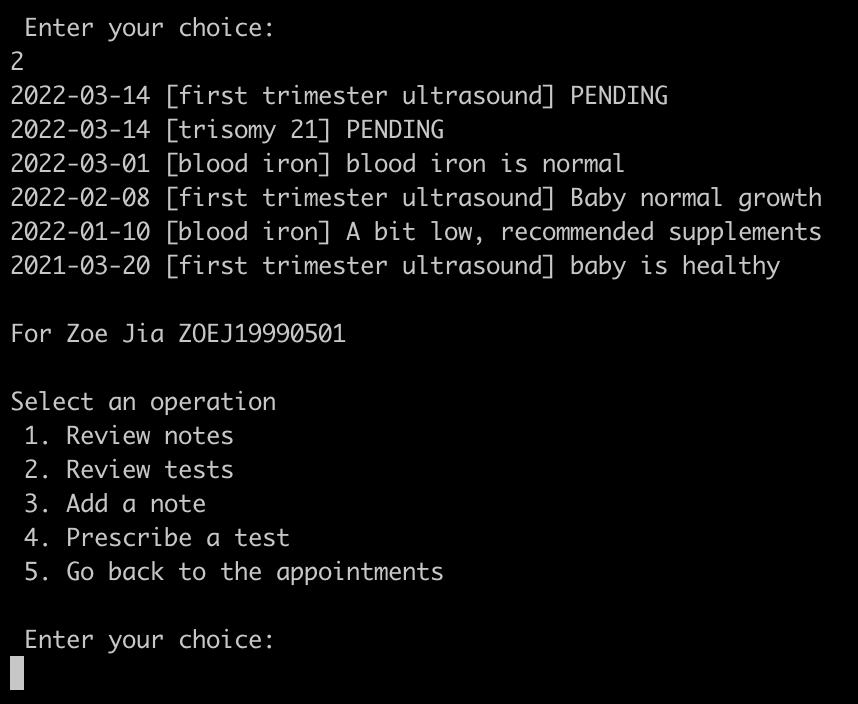 Enter your choice:
2
2022-03-14 [first trimester ultrasound] PENDING
2022-03-14 [trisomy 21] PENDING
2022-03-01 [blood iron] blood iron is normal
2022-02-08 [first trimester ultrasound] Baby normal growth
2022-01-10 [blood iron] A bit low, recommended supplements
2021-03-20 [first trimester ultrasound] baby is healthy
For Zoe Jia ZOEJ19990501
Select an operation
1. Review notes
2. Review tests
3. Add a note
4. Prescribe a test
5. Go back to the appointments
Enter your choice: